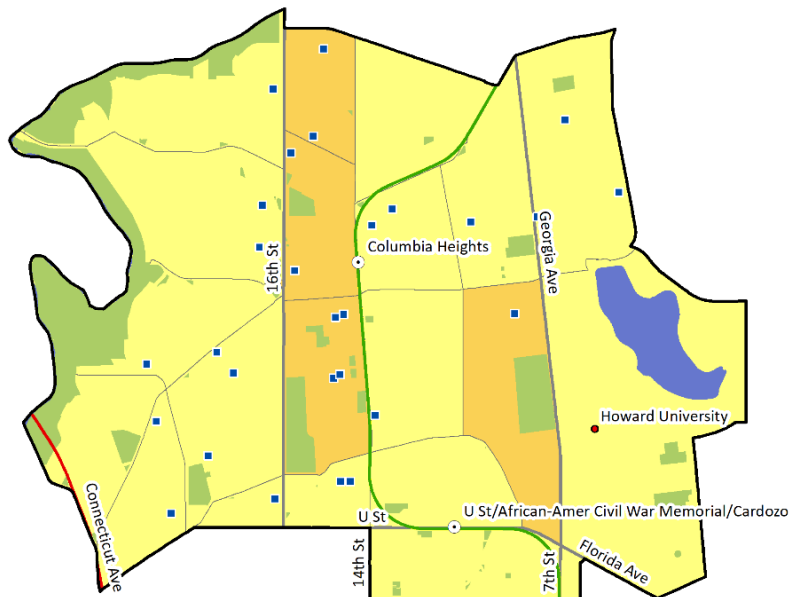 Columbia Heights
16th St
Georgia Ave
Howard University
Connecticut Ave
U St
U St/African-Amer Civil War Memorial/Cardozo
14th St
7th St
Florida Ave